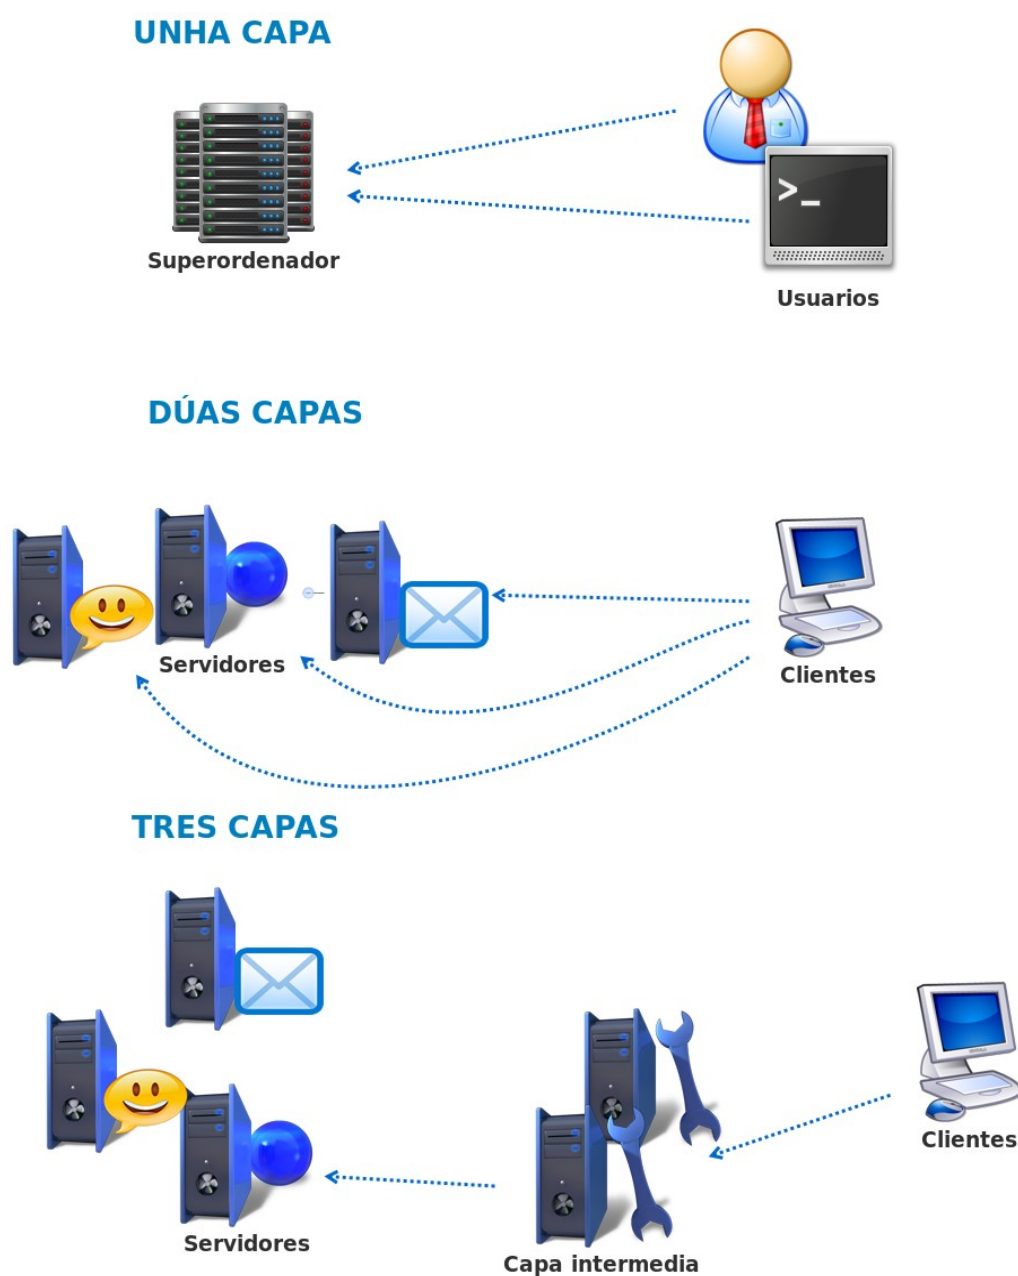 UNHA CAPA
>_
Superordenador
Usuarios
DÚAS CAPAS
Servidores
Clientes
TRES CAPAS
Clientes
Servidores
Capa intermedia